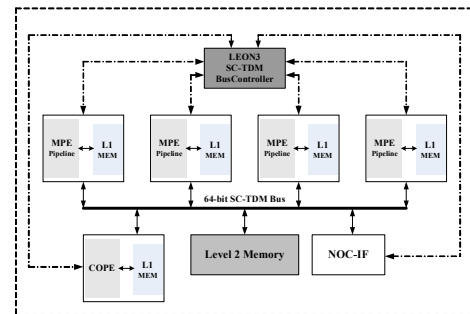 LEON3
SC-TDM
BusController
MPE
Pipeline
L1
MEM
MPE
Pipeline
L1
MEM
MPE
Pipeline
L1
MEM
MPE
Pipeline
L1
MEM
64-bit SC-TDM Bus
COPE
L1
MEM
Level 2 Memory
NOC-IF